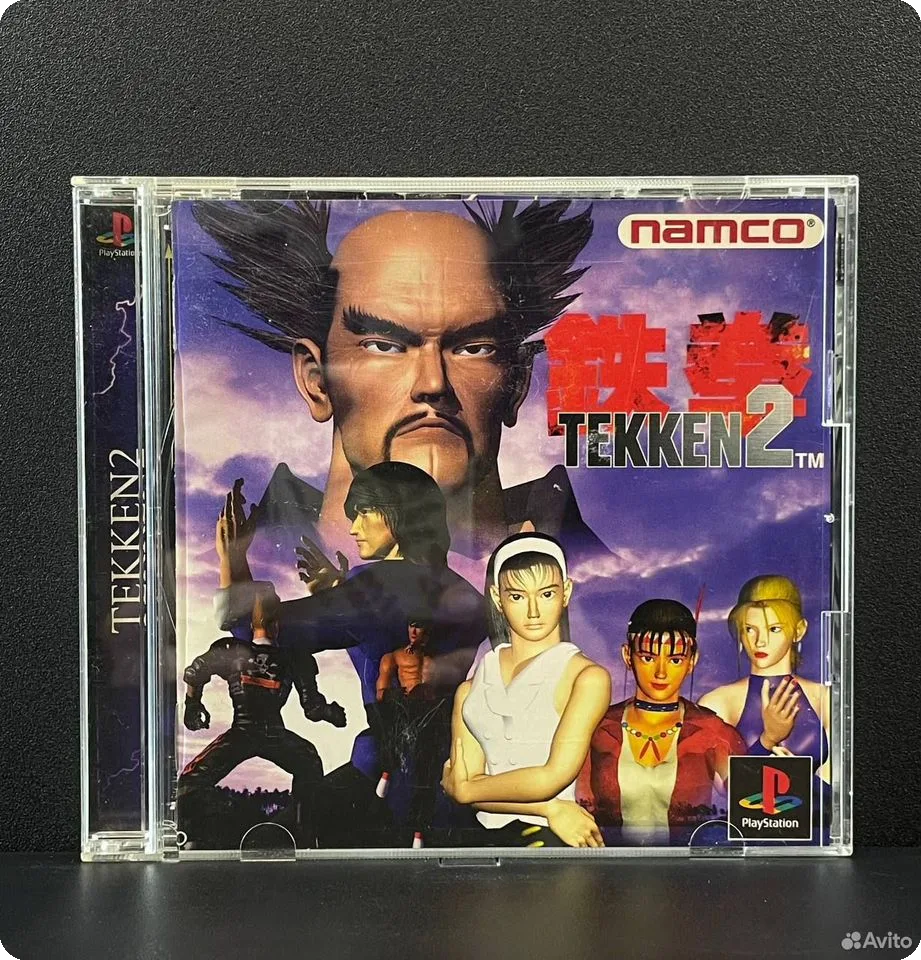 PlayStation
TEKKEN2
namco®
鉄拳
TEKKEN2™
PlayStation
Avito